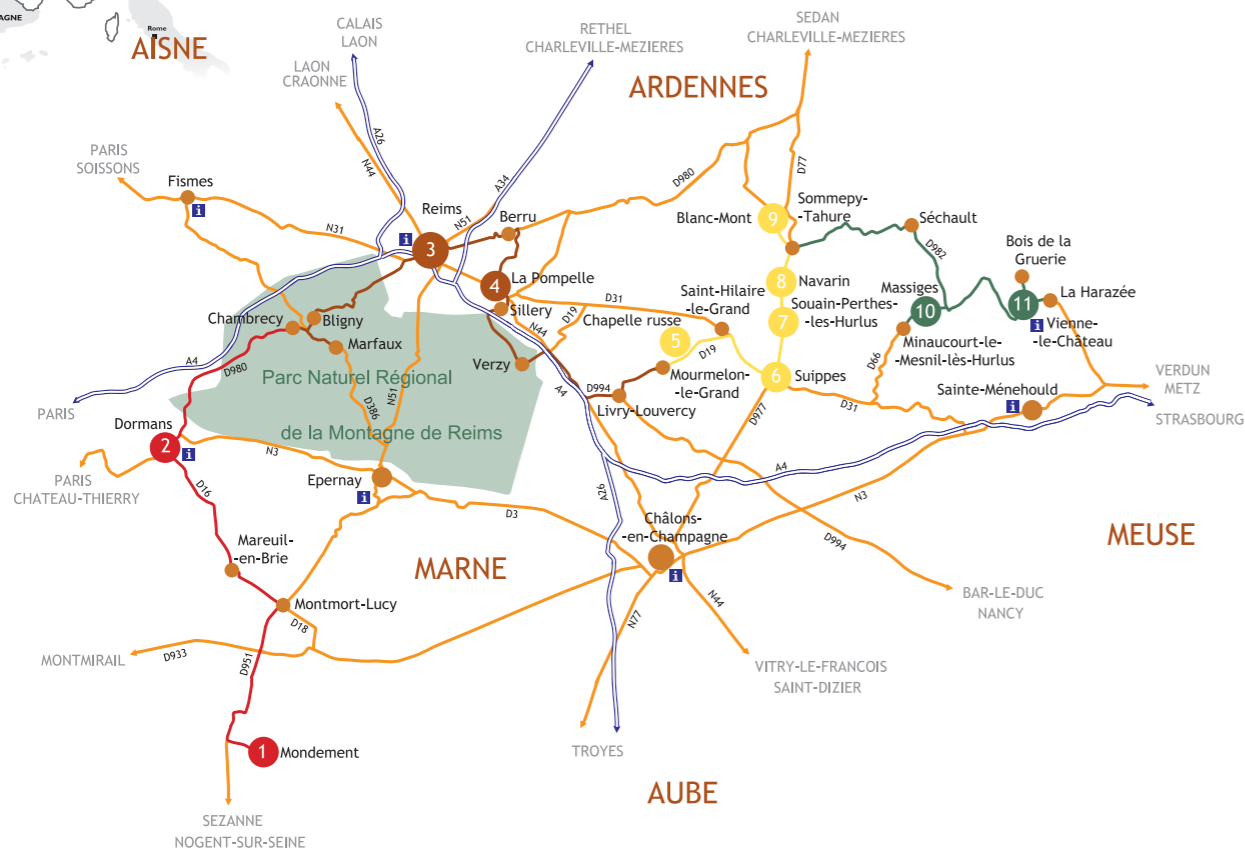 AGNE
Rome
AISNE
CALAIS
LAON
RETHEL
CHARLEVILLE-MEZIERES
SEDAN
CHARLEVILLE-MEZIERES
LAON
CRAONNE
ARDENNES
A26
N44
PARIS
SOISSONS
Fismes
i
N31
Reims
i
3
N51
A34
Berru
D980
D77
Blanc-Mont
9
Sommepy-
-Tahure
Séchault
D982
Bois de la
Gruerie
4
La Pompelle
Sillery
D31
D19
N44
Saint-Hilaire
-le-Grand
8
Navarin
7
Souain-Perthes-
-les-Hurlus
Massiges
10
11
La Harazée
i
Vienne-
-le-Château
Minaucourt-le-
-Mesnil-lès-Hurlus
D66
Chambrecy
Bligny
Marfaux
Chapelle russe
5
D19
Mourmelon-
-le-Grand
6
Suippes
Verzy
A4
D980
Parc Naturel Régional
de la Montagne de Reims
D386
N51
A4
D994
Livry-Louvercy
D977
D31
Sainte-Ménehould
i
VERDUN
METZ
STRASBOURG
PARIS
Dormans
2
i
N3
PARIS
CHATEAU-THIERRY
D16
Epernay
i
D3
A26
A4
N3
Châlons-
-en-Champagne
i
D994
MEUSE
Mareuil-
-en-Brie
MARNE
Montmort-Lucy
D18
N77
N44
BAR-LE-DUC
NANCY
MONTMIRAIL
D933
D951
VITRY-LE-FRANCOIS
SAINT-DIZIER
1
Mondement
TROYES
AUBE
SEZANNE
NOGENT-SUR-SEINE